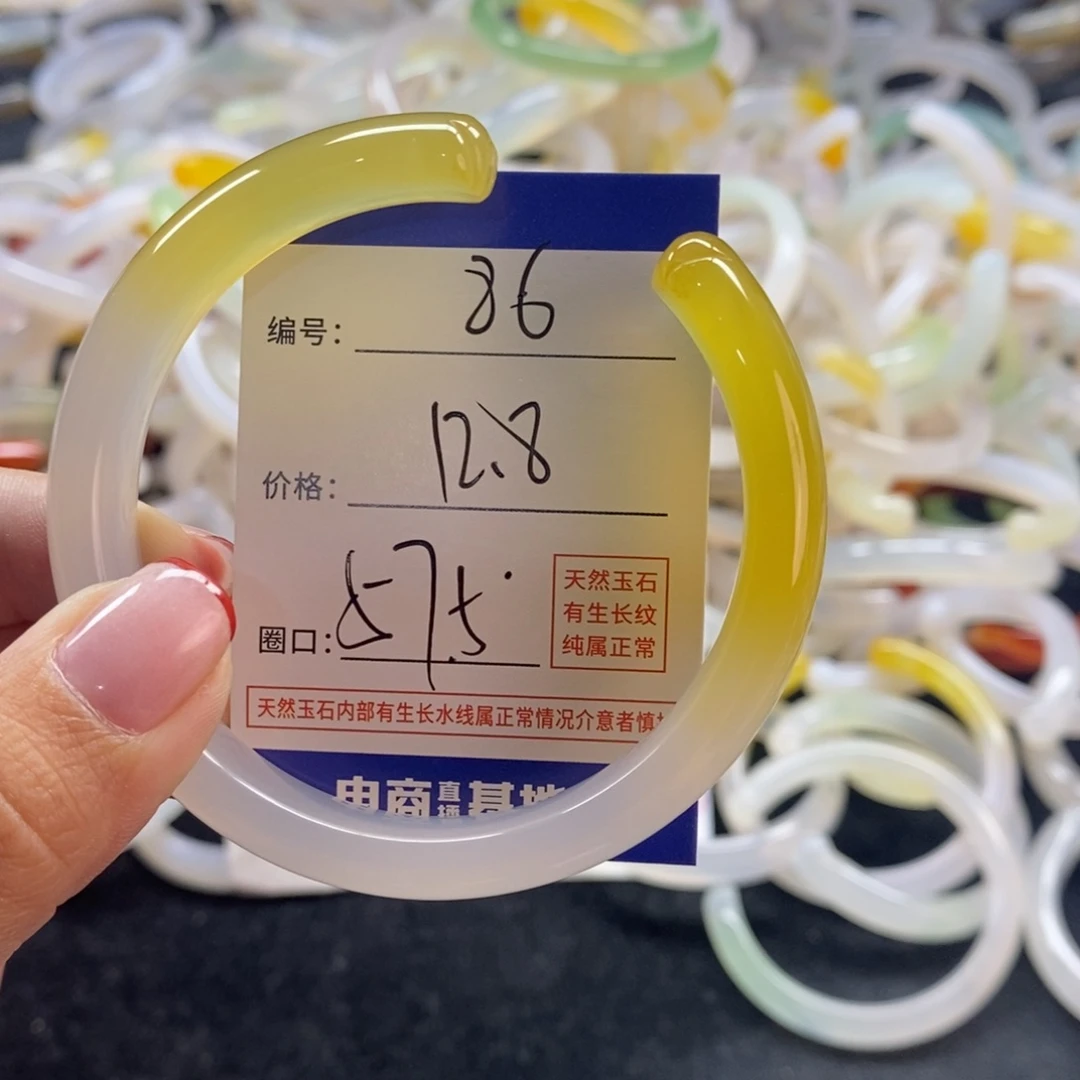 编号: 36
价格: 12.8
圈口: 57.5
天然玉石
有生长纹
纯属正常
天然玉石内部有生长水线属正常情况介意者慎
电商直播基地